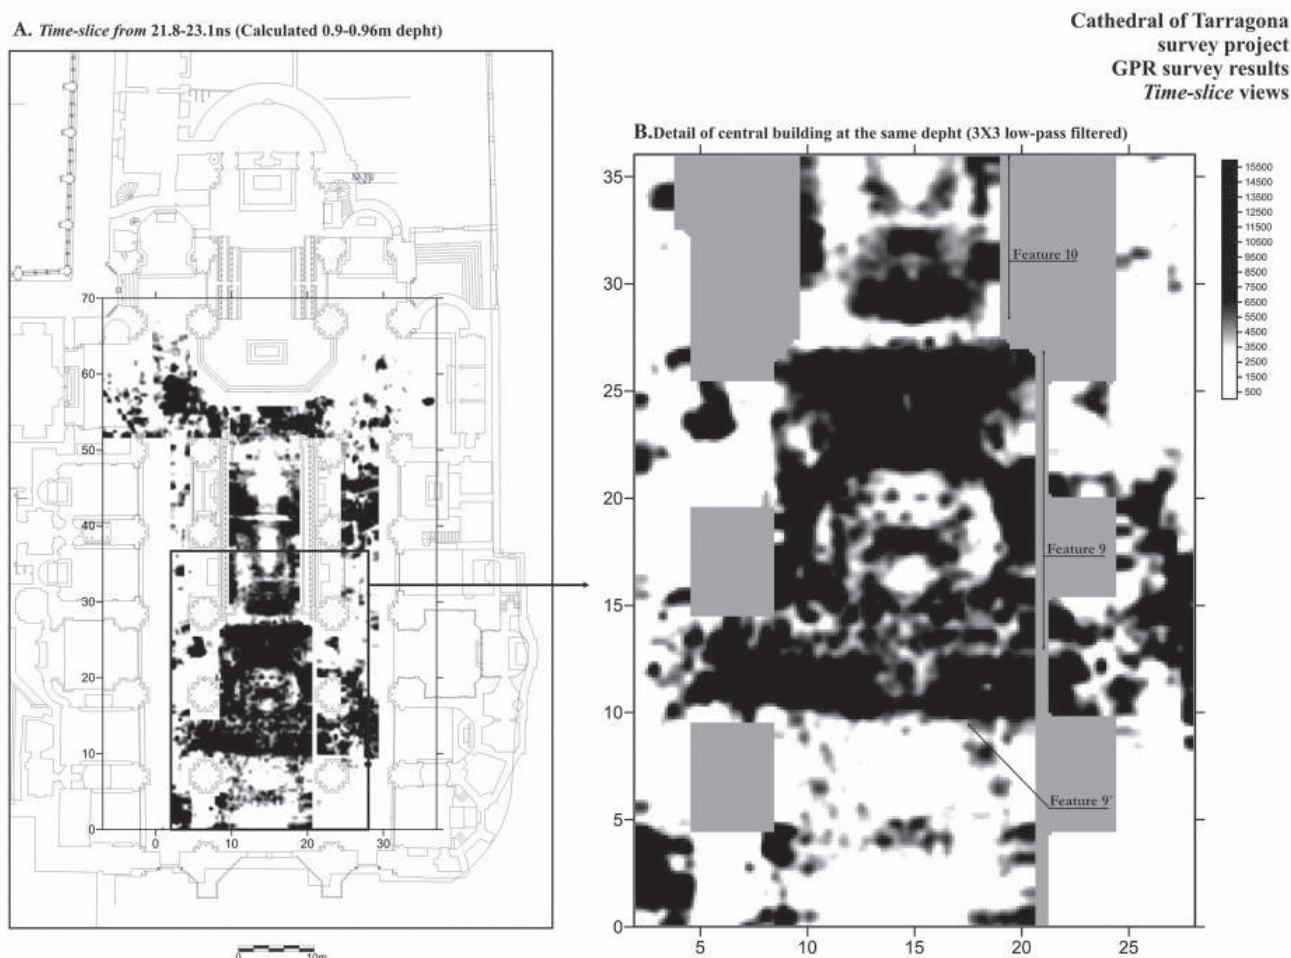 A. Time-slice from 21.8-23.1ns (Calculated 0.9-0.96m depht)
Cathedral of Tarragona
survey project
GPR survey results
Time-slice views
B.Detail of central building at the same depht (3X3 low-pass filtered)
70
60
50
40
30
20
10
0
0 10 20 30
0 10m
35
30
25
20
15
10
5
0
5 10 15 20 25
Feature 10
Feature 9
Feature 9'
15500
14500
13500
12500
11500
10500
9500
8500
7500
6500
5500
4500
3500
2500
1500
500